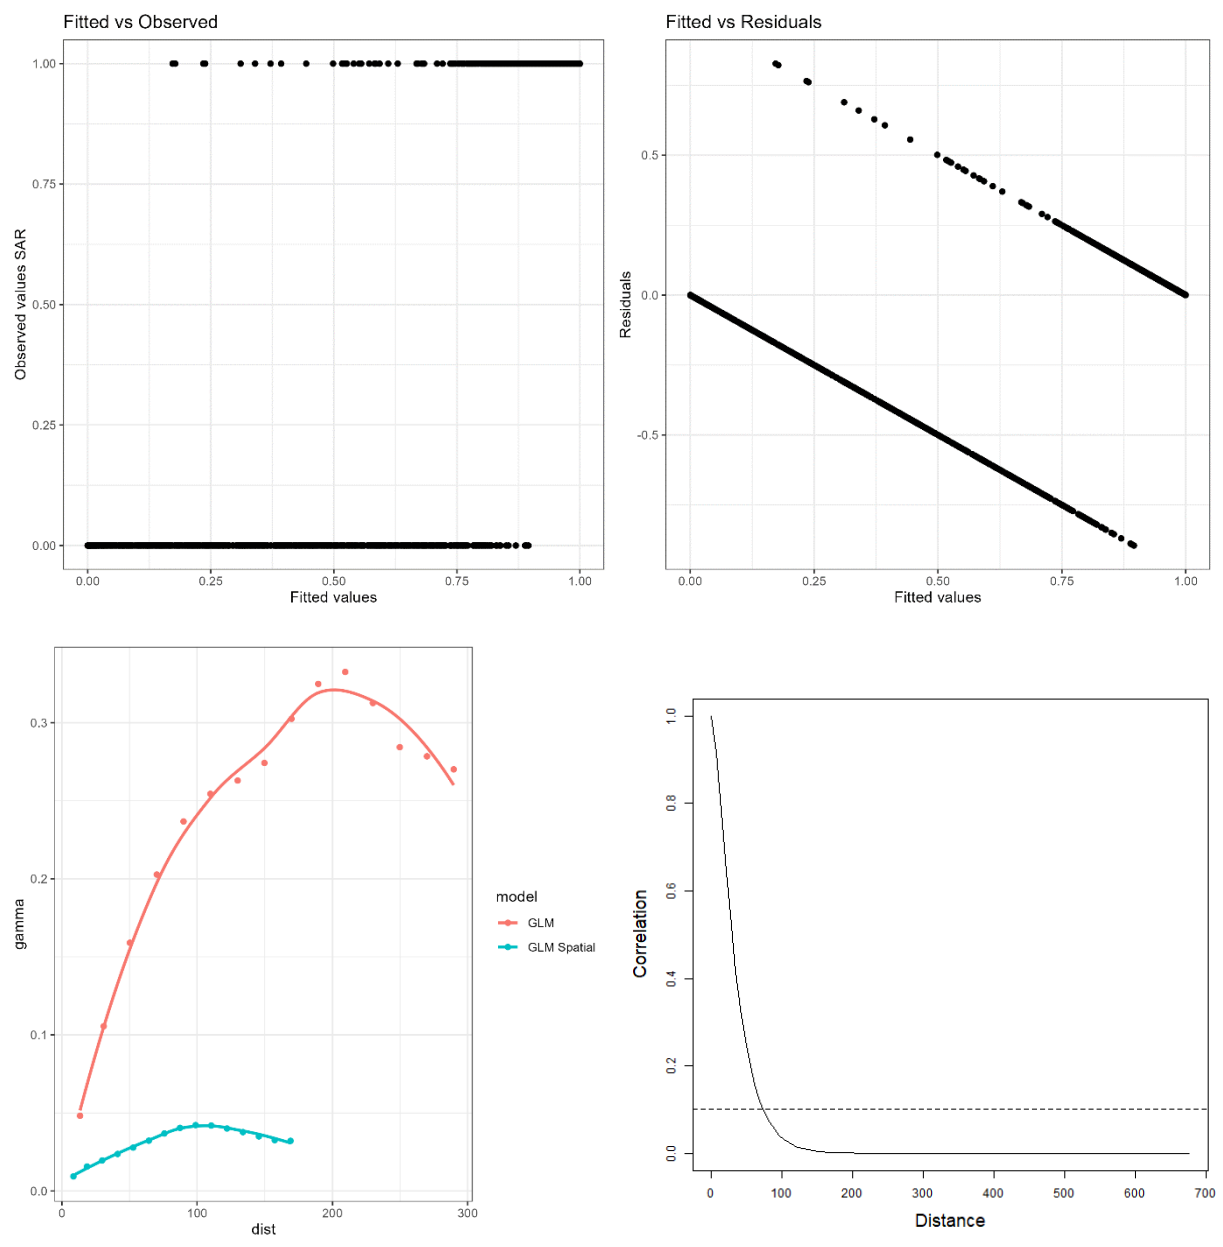 Fitted vs Observed
Observed values SAR
1.00
0.75
0.50
0.25
0.00
0.00 0.25 0.50 0.75 1.00
Fitted values
Fitted vs Residuals
Residuals
0.5
0.0
-0.5
0.00 0.25 0.50 0.75 1.00
Fitted values
gamma
0.3
0.2
0.1
0.0
0 100 200 300
dist
model
GLM
GLM Spatial
Correlation
1.0
0.8
0.6
0.4
0.2
0.0
0 100 200 300 400 500 600 700
Distance